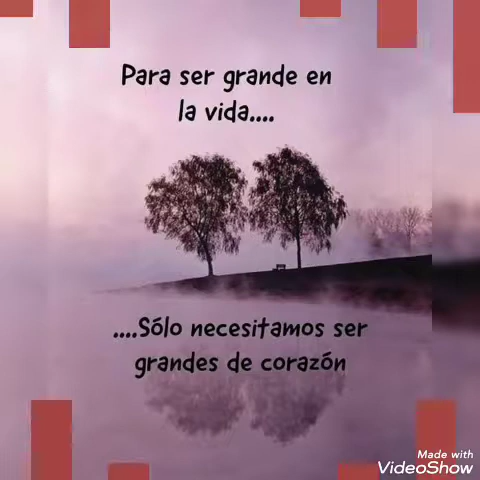 Para ser grande en
la vida....
....Sólo necesitamos ser
grandes de corazón
Made with
VideoShow